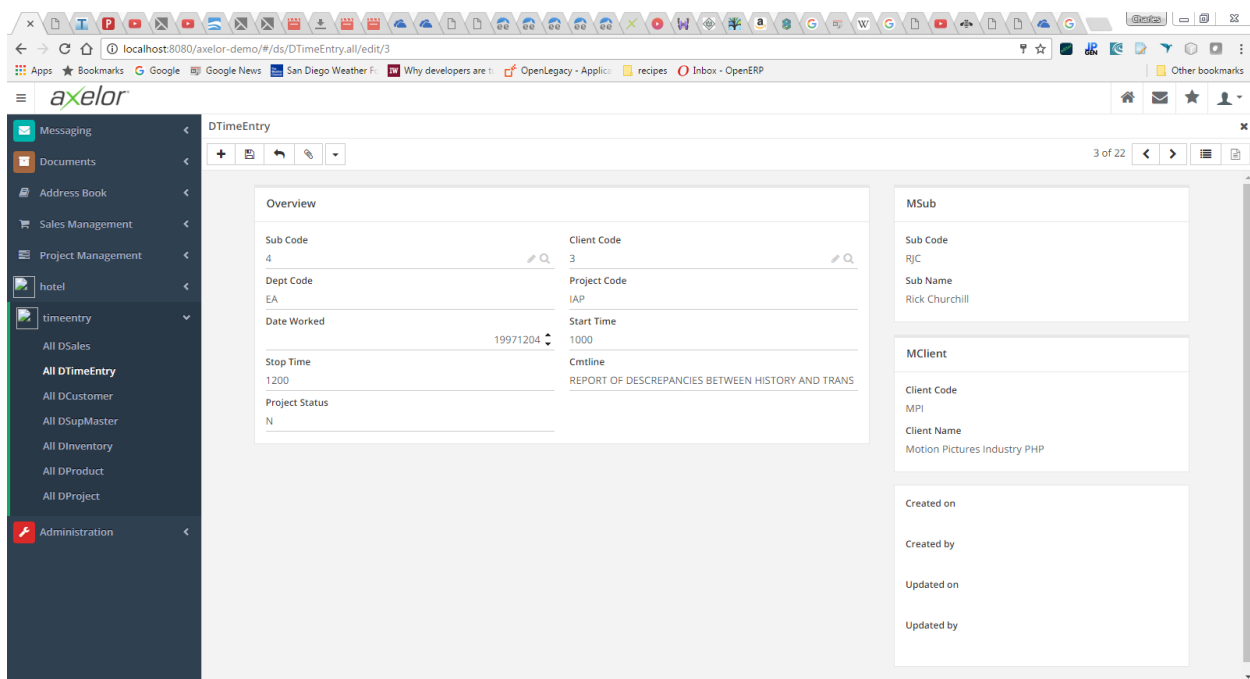 Charles
localhost:8080/axelor-demo/#/ds/DTimeEntry.all/edit/3
Apps Bookmarks Google Google News San Diego Weather Fo Why developers are t OpenLegacy - Applica recipes Inbox - OpenERP Other bookmarks
axelor
Messaging
Documents
Address Book
Sales Management
Project Management
hotel
timeentry
All DSales
All DTimeEntry
All DCustomer
All DSupMaster
All DInventory
All DProduct
All DProject
Administration
DTimeEntry
3 of 22
Overview
Sub Code Client Code
4 3
Dept Code Project Code
EA IAP
Date Worked Start Time
19971204 1000
Stop Time Cmtline
1200 REPORT OF DESCREPANCIES BETWEEN HISTORY AND TRANS
Project Status
N
MSub
Sub Code
RJC
Sub Name
Rick Churchill
MClient
Client Code
MPI
Client Name
Motion Pictures Industry PHP
Created on
Created by
Updated on
Updated by